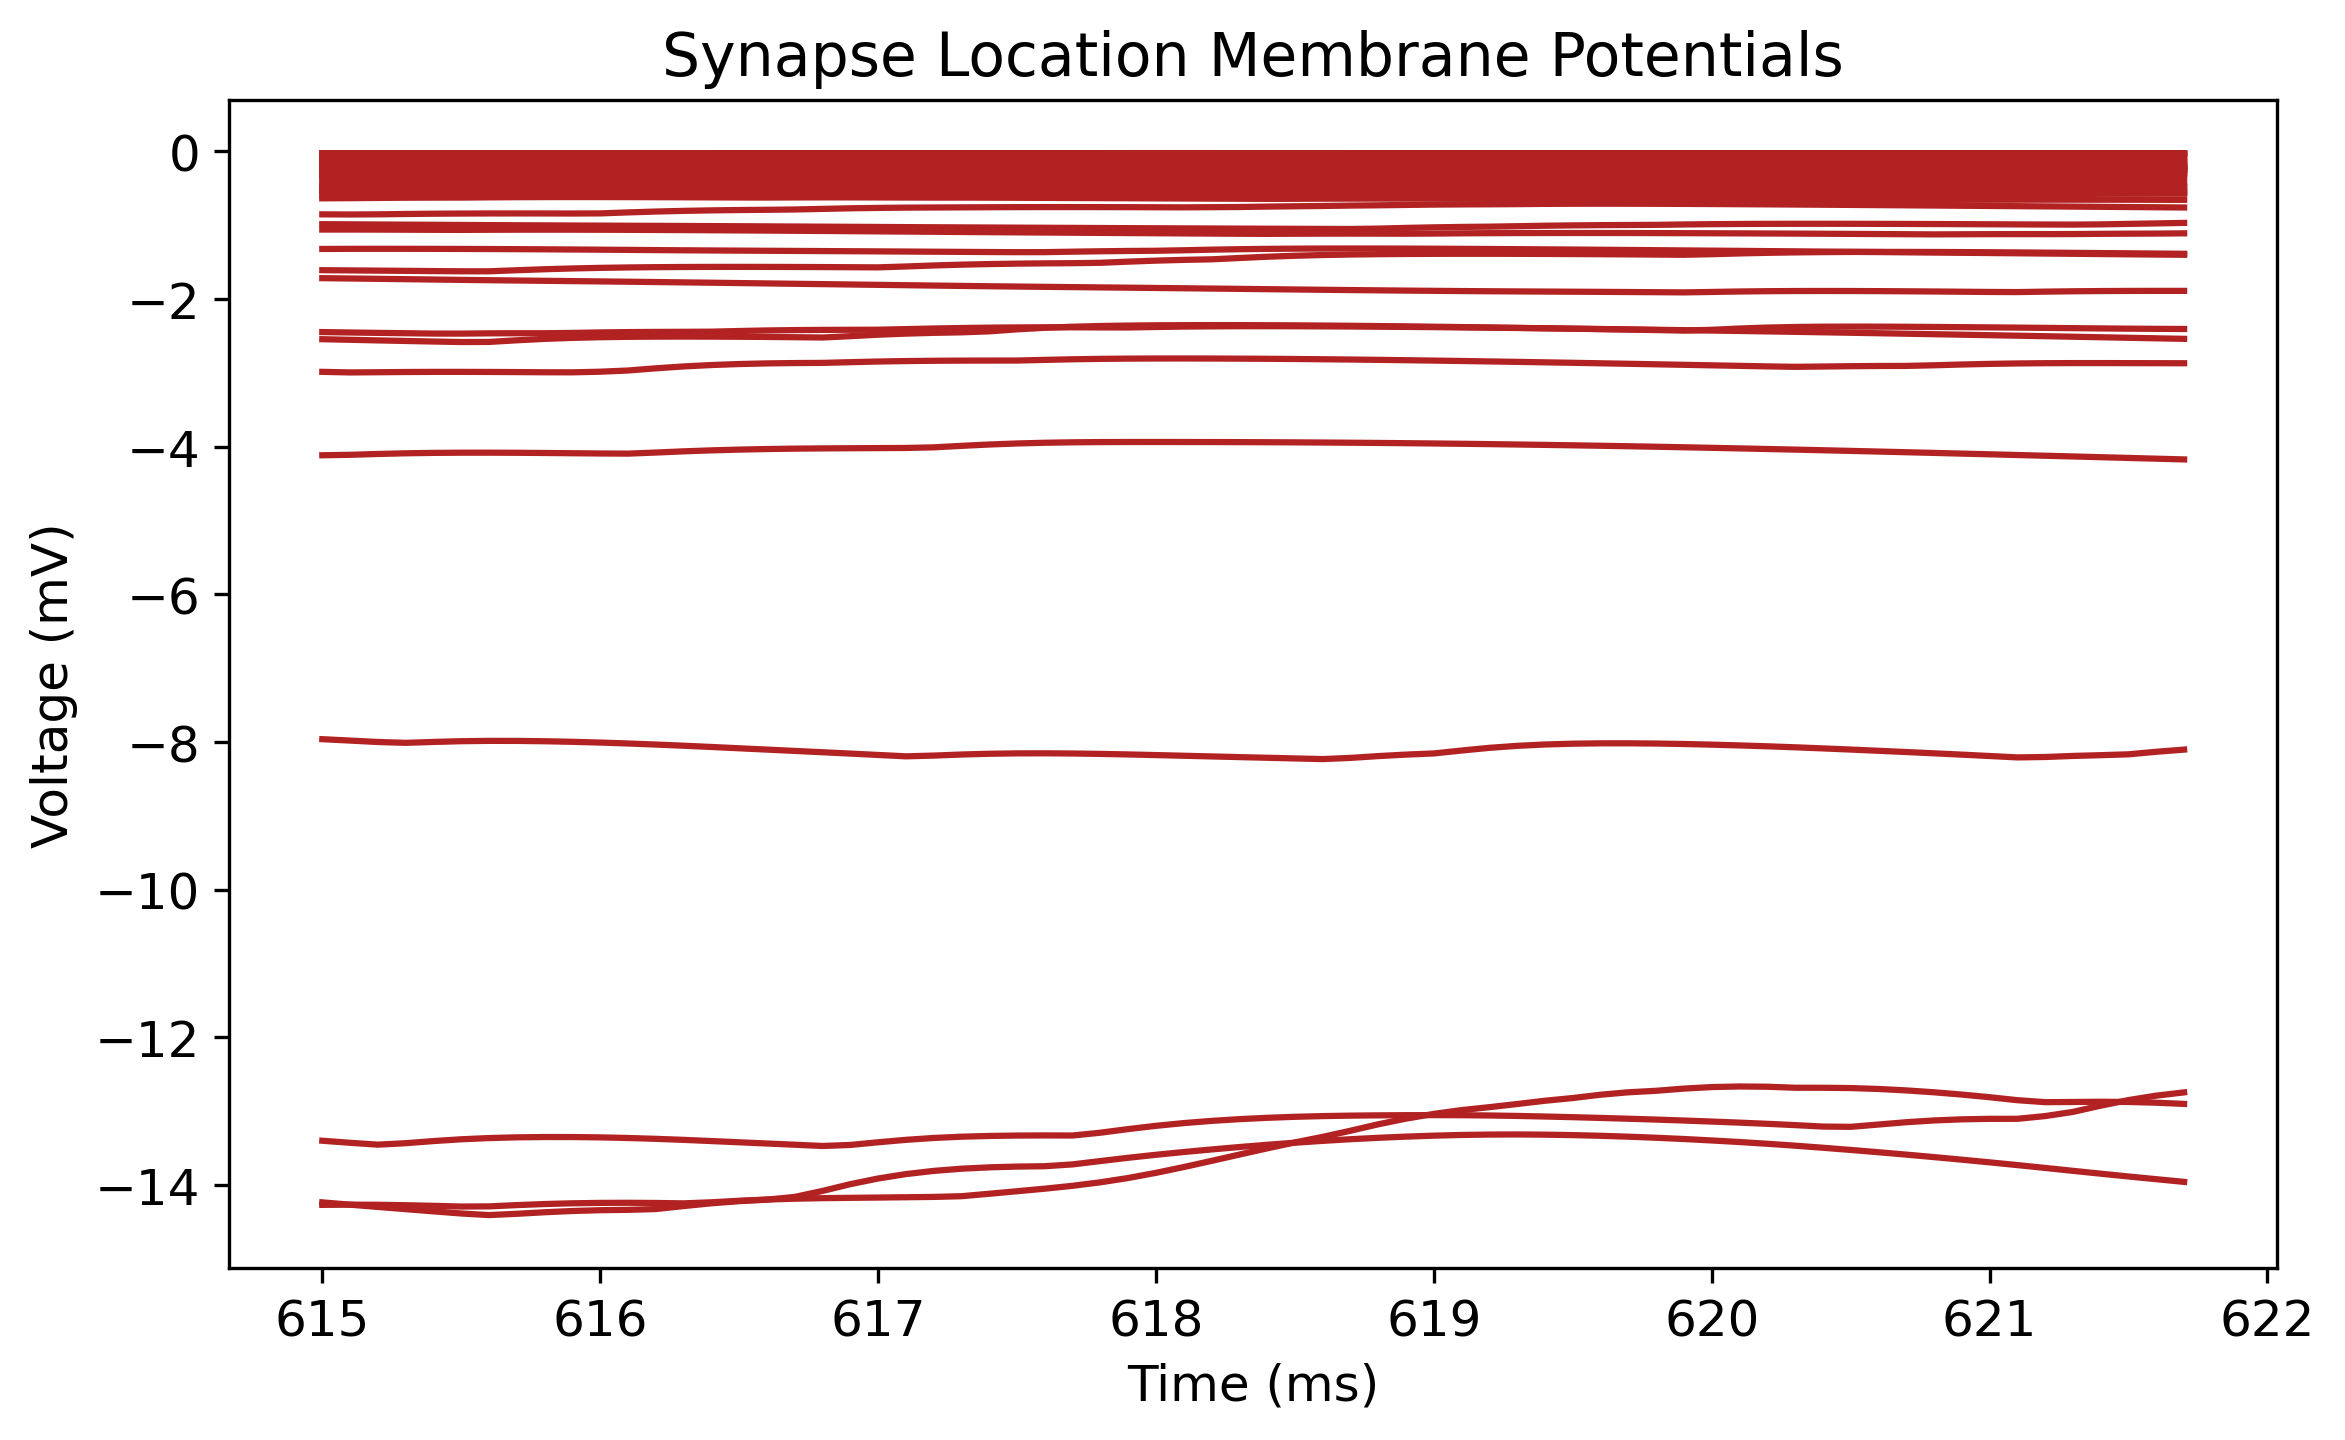 Synapse Location Membrane Potentials
Voltage (mV)
0
−2
−4
−6
−8
−10
−12
−14
615 616 617 618 619 620 621 622
Time (ms)